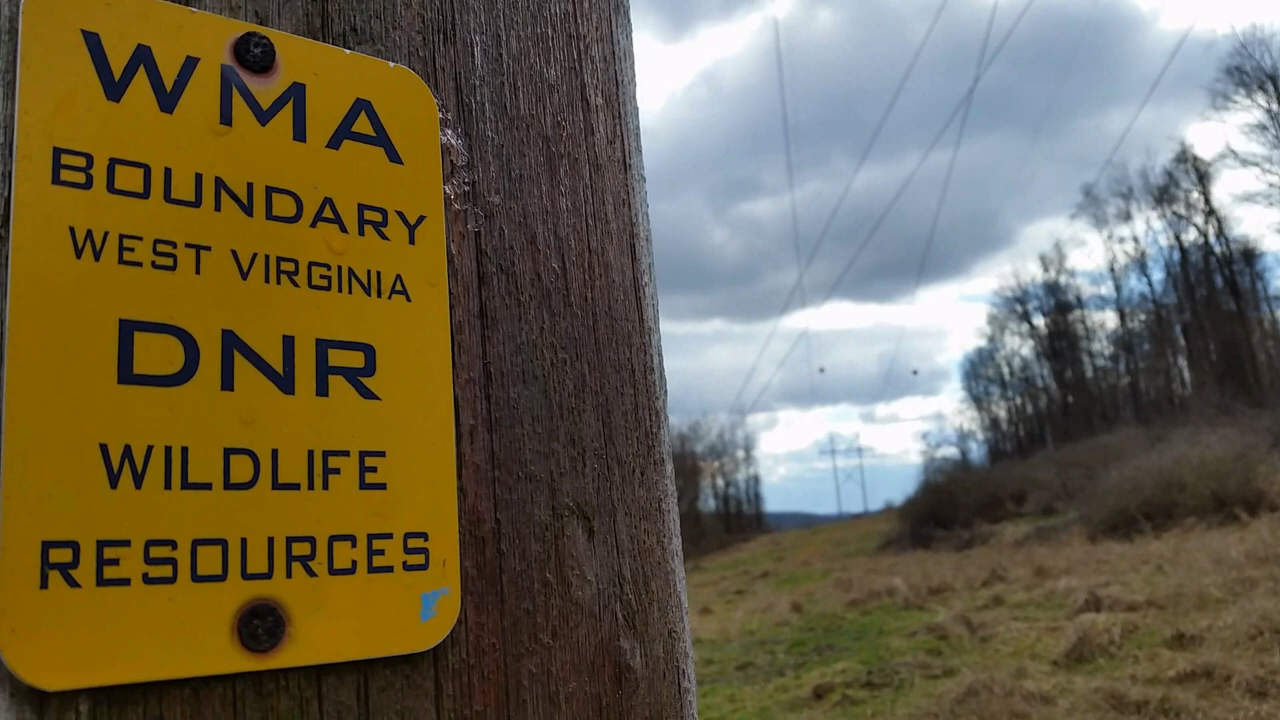 WMA
BOUNDARY
WEST VIRGINIA
DNR
WILDLIFE
RESOURCES